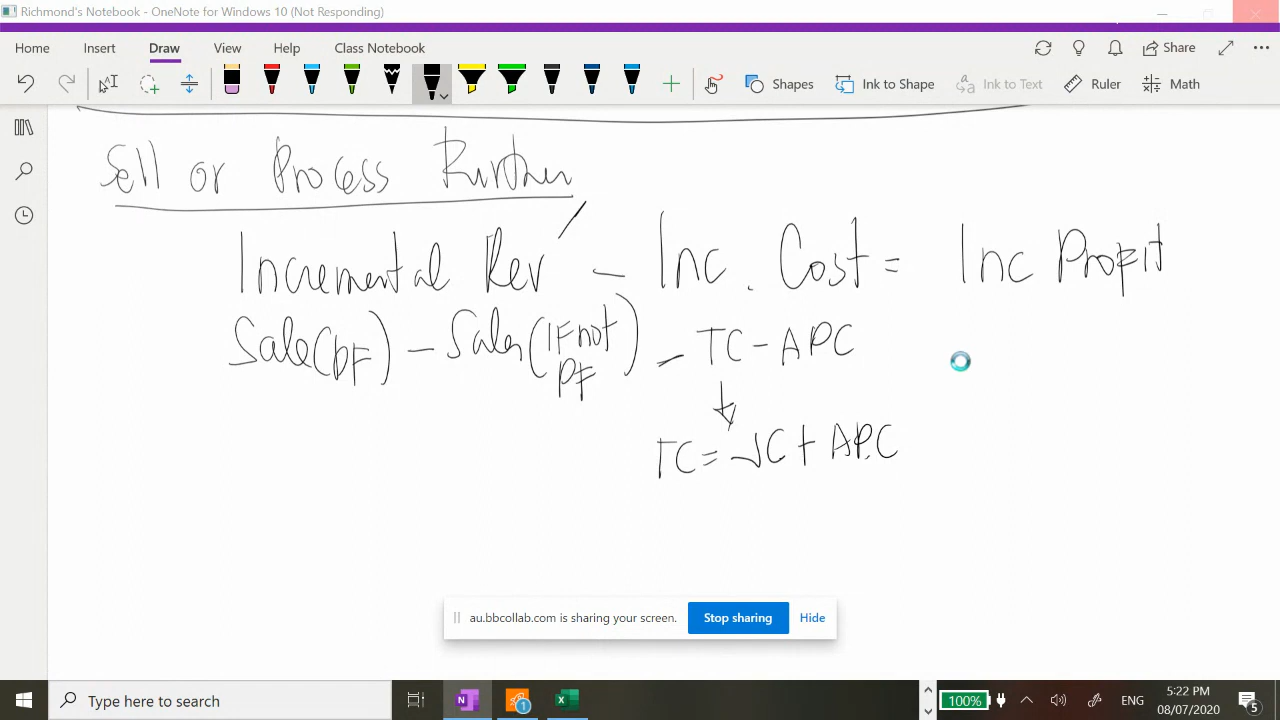 Richmond's Notebook - OneNote for Windows 10 (Not Responding)
Home Insert Draw View Help Class Notebook Share
Shapes Ink to Shape Ink to Text Ruler Math
Sell or Process Further
Incremental Rev - Inc. Cost = Inc Profit
Sale(PF) - Sales(IF not PF) - TC - APC
TC = JC + APC
au.bbcollab.com is sharing your screen. Stop sharing Hide
Type here to search
N 1 X 100% ENG 5:22 PM 5
08/07/2020